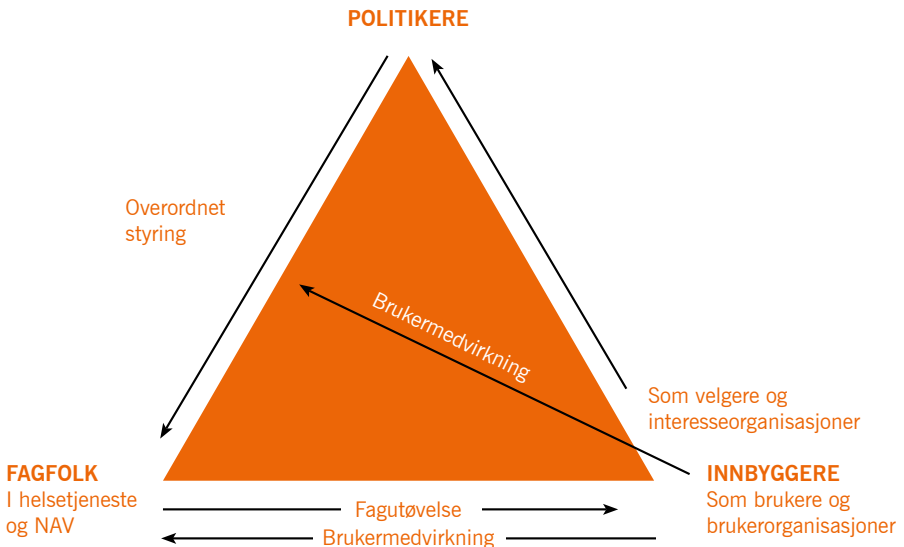 POLITIKERE
Overordnet
styring
Brukermedvirkning
Som velgere og
interesseorganisasjoner
FAGFOLK
I helsetjeneste
og NAV
INNBYGGERE
Som brukere og
brukerorganisasjoner
Fagutøvelse
Brukermedvirkning